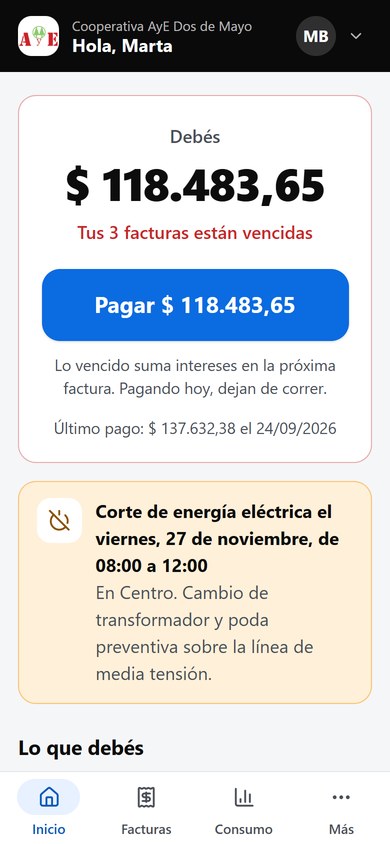 AyE
Cooperativa AyE Dos de Mayo
Hola, Marta
MB
Debés
$ 118.483,65
Tus 3 facturas están vencidas
Pagar $ 118.483,65
Lo vencido suma intereses en la próxima
factura. Pagando hoy, dejan de correr.
Último pago: $ 137.632,38 el 24/09/2026
Corte de energía eléctrica el
viernes, 27 de noviembre, de
08:00 a 12:00
En Centro. Cambio de
transformador y poda
preventiva sobre la línea de
media tensión.
Lo que debés
Inicio
Facturas
Consumo
Más